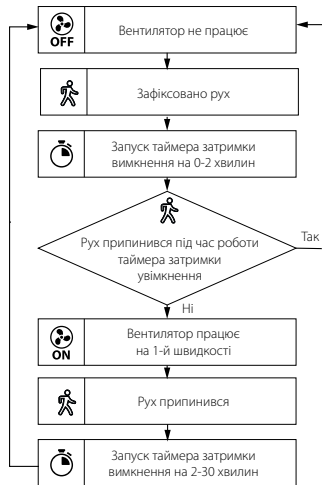 OFF
Вентилятор не працює
Зафіксовано рух
Запуск таймера затримки
вимкнення на 0-2 хвилин
Рух припинився під час роботи
таймера затримки
увімкнення
Так
Ні
ON
Вентилятор працює
на 1-й швидкості
Рух припинився
Запуск таймера затримки
вимкнення на 2-30 хвилин